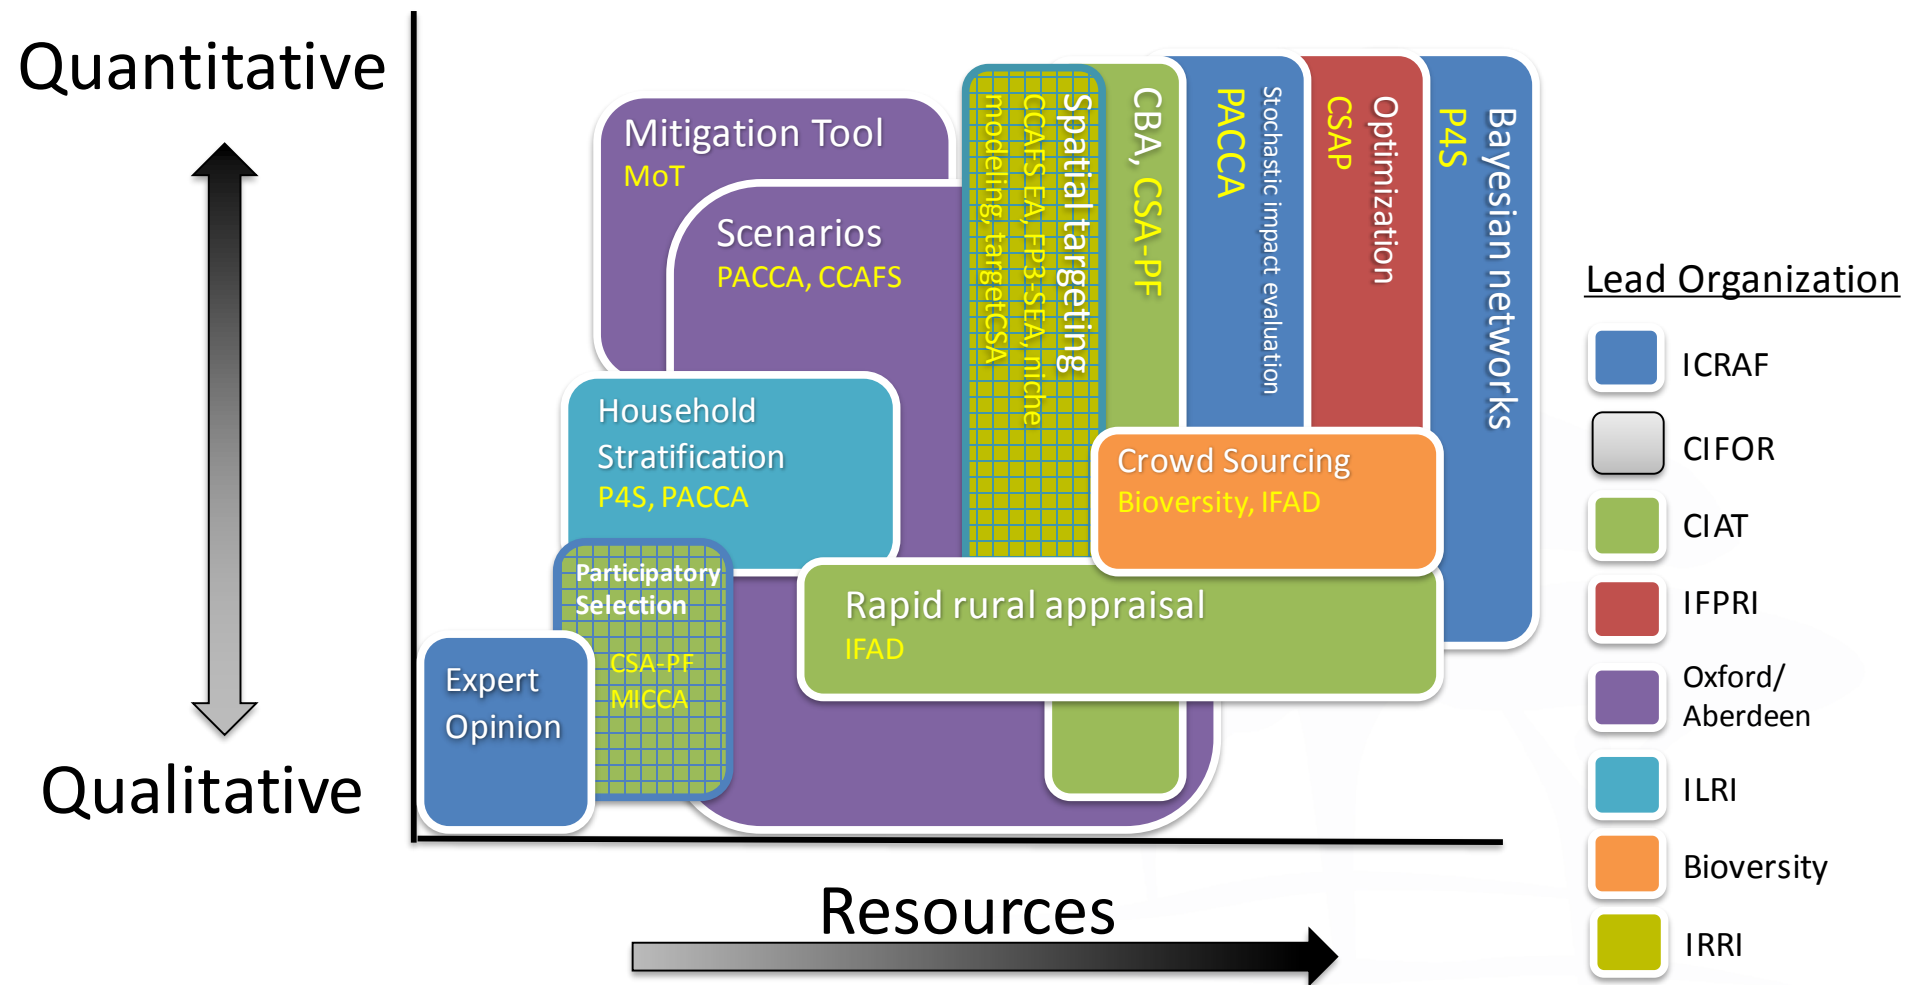 Quantitative
Qualitative
Mitigation Tool
MoT
Scenarios
PACCA, CCAFS
Household
Stratification
P4S, PACCA
Participatory
Selection
CSA-PF
MICCA
Expert
Opinion
Spatial targeting
CCAFS EA, FP3-SEA, niche
modeling, targetCSA
CBA, CSA-PF
Stochastic impact evaluation
PACCA
Optimization
CSAP
Bayesian networks
P4S
Crowd Sourcing
Bioversity, IFAD
Rapid rural appraisal
IFAD
Resources
Lead Organization
ICRAF
CIFOR
CIAT
IFPRI
Oxford/
Aberdeen
ILRI
Bioversity
IRRI